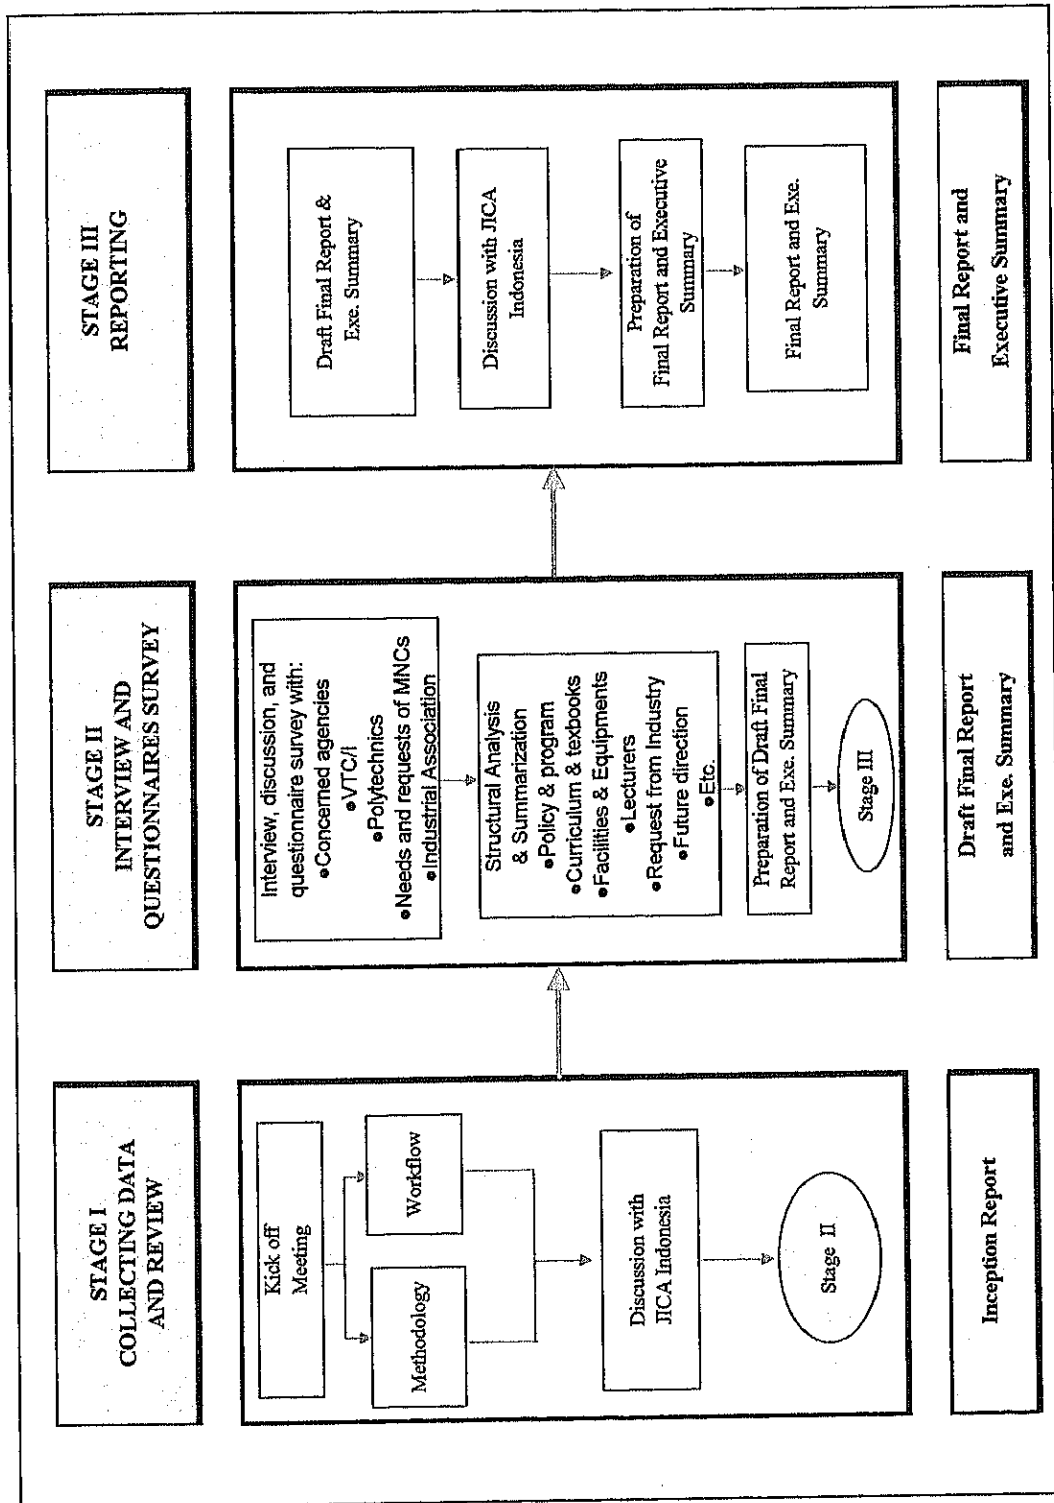 STAGE I
COLLECTING DATA
AND REVIEW
Kick off
Meeting
Methodology
Workflow
Discussion with
JICA Indonesia
Stage II
Inception Report
STAGE II
INTERVIEW AND
QUESTIONNAIRES SURVEY
Interview, discussion, and
questionnaire survey with:
●Concerned agencies
●VTC/I
●Polytechnics
●Needs and requests of MNCs
●Industrial Association
Structural Analysis
& Summarization
●Policy & program
●Curriculum & texbooks
●Facilities & Equipments
●Lecturers
●Request from Industry
●Future direction
●Etc.
Preparation of Draft Final
Report and Exe. Summary
Stage III
Draft Final Report
and Exe. Summary
STAGE III
REPORTING
Draft Final Report &
Exe. Summary
Discussion with JICA
Indonesia
Preparation of
Final Report and Executive
Summary
Final Report and Exe.
Summary
Final Report and
Executive Summary